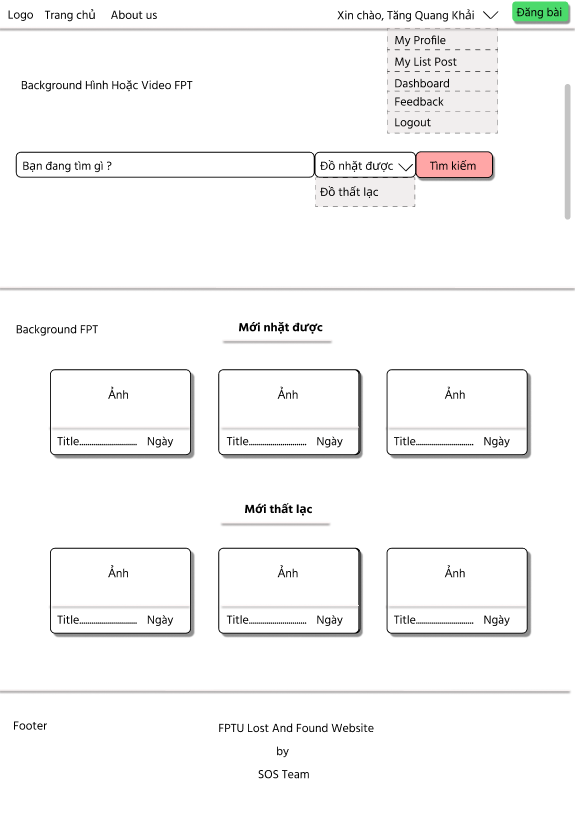 Logo Trang chủ About us Xin chào, Tăng Quang Khải Đăng bài
My Profile
My List Post
Dashboard
Feedback
Logout
Background Hình Hoặc Video FPT
Bạn đang tìm gì ? Đồ nhặt được Tìm kiếm
Đồ thất lạc
Background FPT Mới nhặt được
Ảnh Ảnh Ảnh
Title............................ Ngày Title............................ Ngày Title............................ Ngày
Mới thất lạc
Ảnh Ảnh Ảnh
Title............................ Ngày Title............................ Ngày Title............................ Ngày
Footer FPTU Lost And Found Website
by
SOS Team